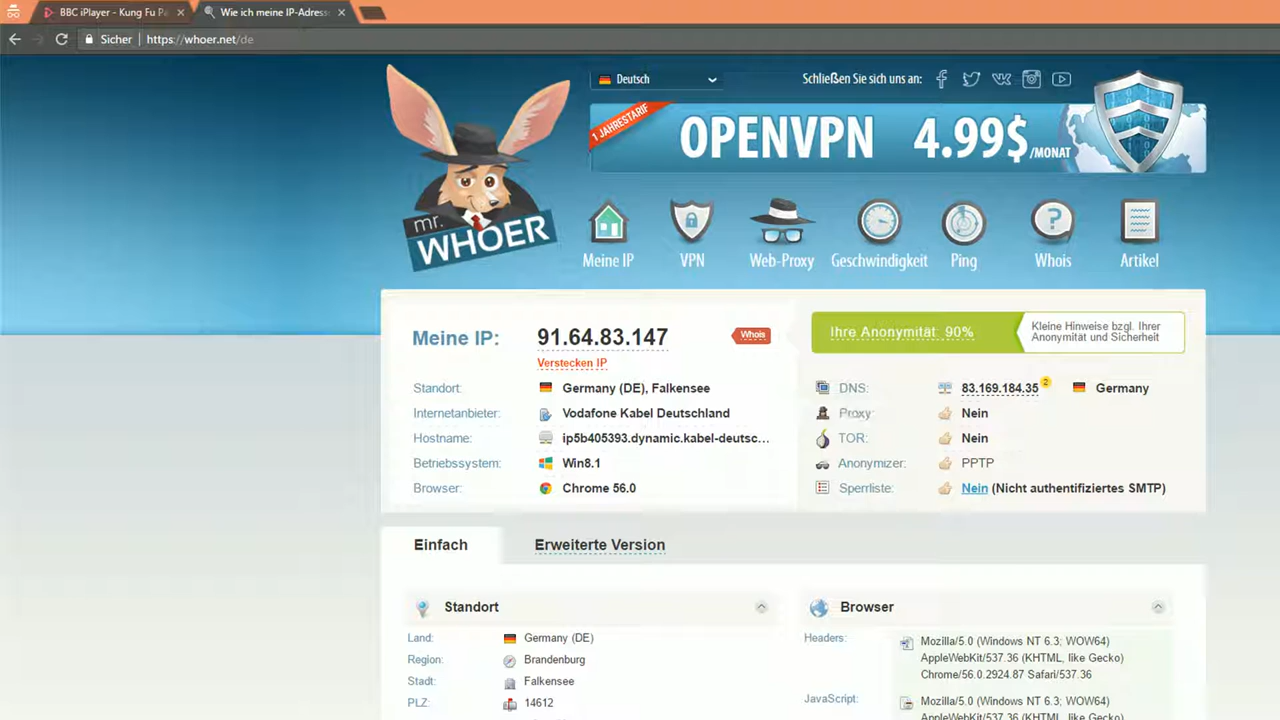 BBC iPlayer - Kung Fu Pa
Wie ich meine IP-Adress
Sicher
https://whoer.net/de
Deutsch
Schließen Sie sich uns an:
1 JAHRESTARIF
OPENVPN 4.99$ /MONAT
mr.
WHOER
Meine IP
VPN
Web-Proxy
Geschwindigkeit
Ping
Whois
Artikel
Meine IP:
91.64.83.147
Whois
Verstecken IP
Standort:
Germany (DE), Falkensee
Internetanbieter:
Vodafone Kabel Deutschland
Hostname:
ip5b405393.dynamic.kabel-deutsc...
Betriebssystem:
Win8.1
Browser:
Chrome 56.0
Ihre Anonymität 90%
Kleine Hinweise bzgl. Ihrer
Anonymität und Sicherheit
DNS:
83.169.184.35
2
Germany
Proxy:
Nein
TOR:
Nein
Anonymizer:
PPTP
Sperrliste:
Nein (Nicht authentifiziertes SMTP)
Einfach
Erweiterte Version
Standort
Land:
Germany (DE)
Region:
Brandenburg
Stadt:
Falkensee
PLZ:
14612
Browser
Headers:
Mozilla/5.0 (Windows NT 6.3; WOW64)
AppleWebKit/537.36 (KHTML, like Gecko)
Chrome/56.0.2924.87 Safari/537.36
JavaScript:
Mozilla/5.0 (Windows NT 6.3; WOW64)
AppleWebKit/537.36 (KHTML, like Gecko)